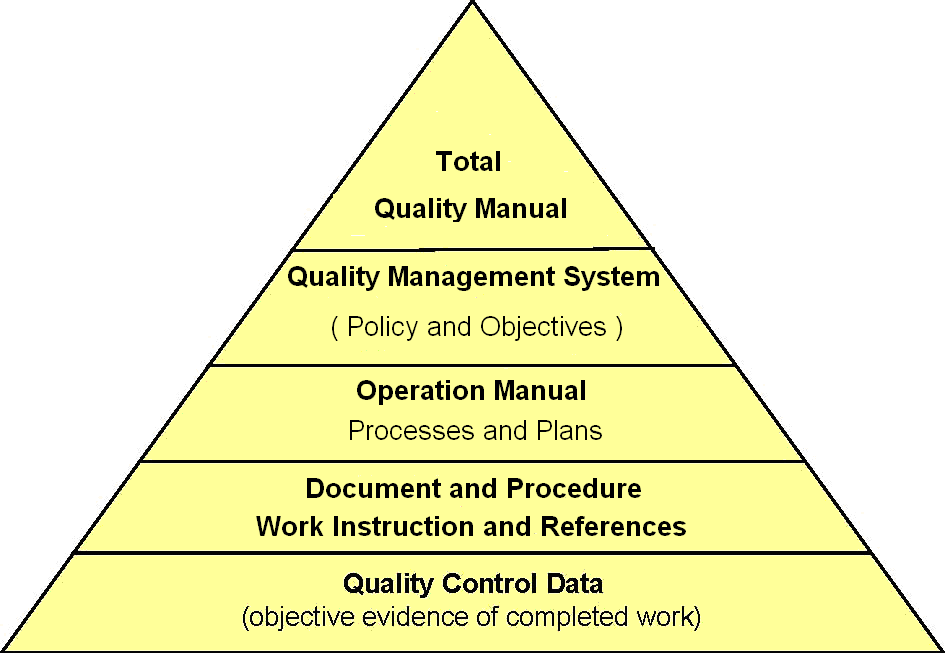 Total
Quality Manual
Quality Management System
( Policy and Objectives )
Operation Manual
Processes and Plans
Document and Procedure
Work Instruction and References
Quality Control Data
(objective evidence of completed work)